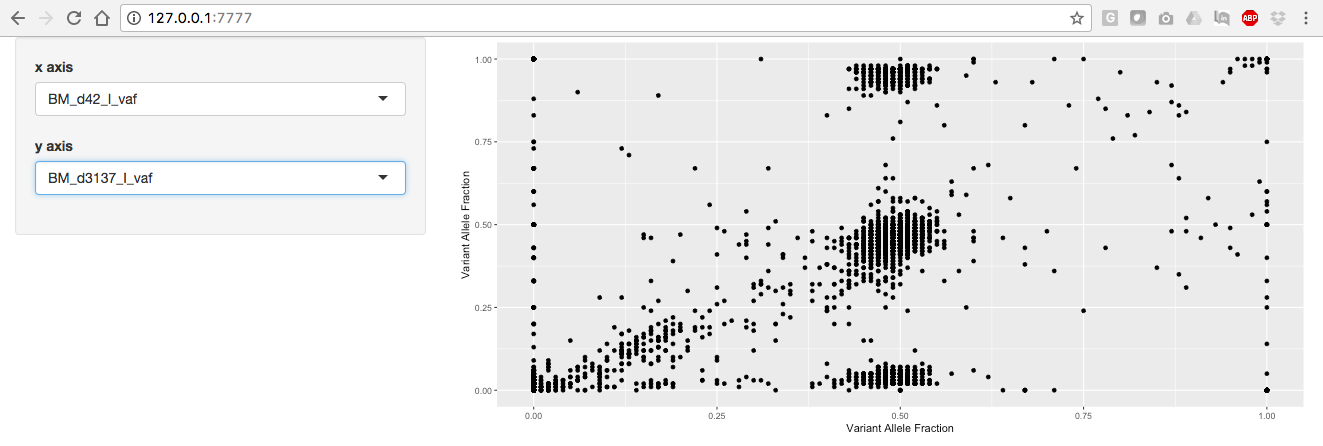 127.0.0.1:7777
ABP
x axis
BM_d42_I_vaf
y axis
BM_d3137_I_vaf
Variant Allele Fraction
1.00
0.75
0.50
0.25
0.00
0.00
0.25
0.50
0.75
1.00
Variant Allele Fraction